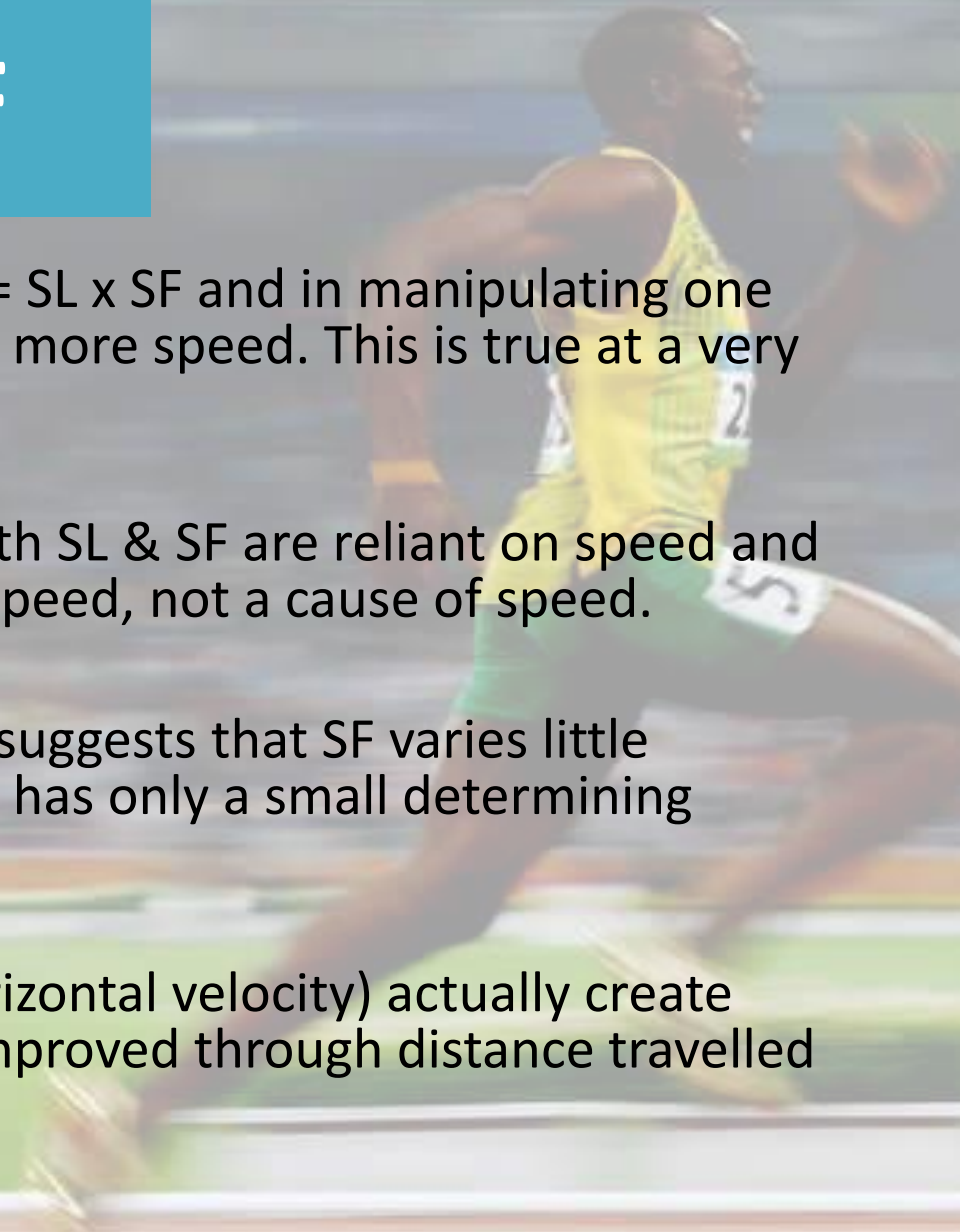 :
= SL x SF and in manipulating one
more speed. This is true at a very
th SL & SF are reliant on speed and
peed, not a cause of speed.
suggests that SF varies little
has only a small determining
izontal velocity) actually create
nproved through distance travelled
2
5